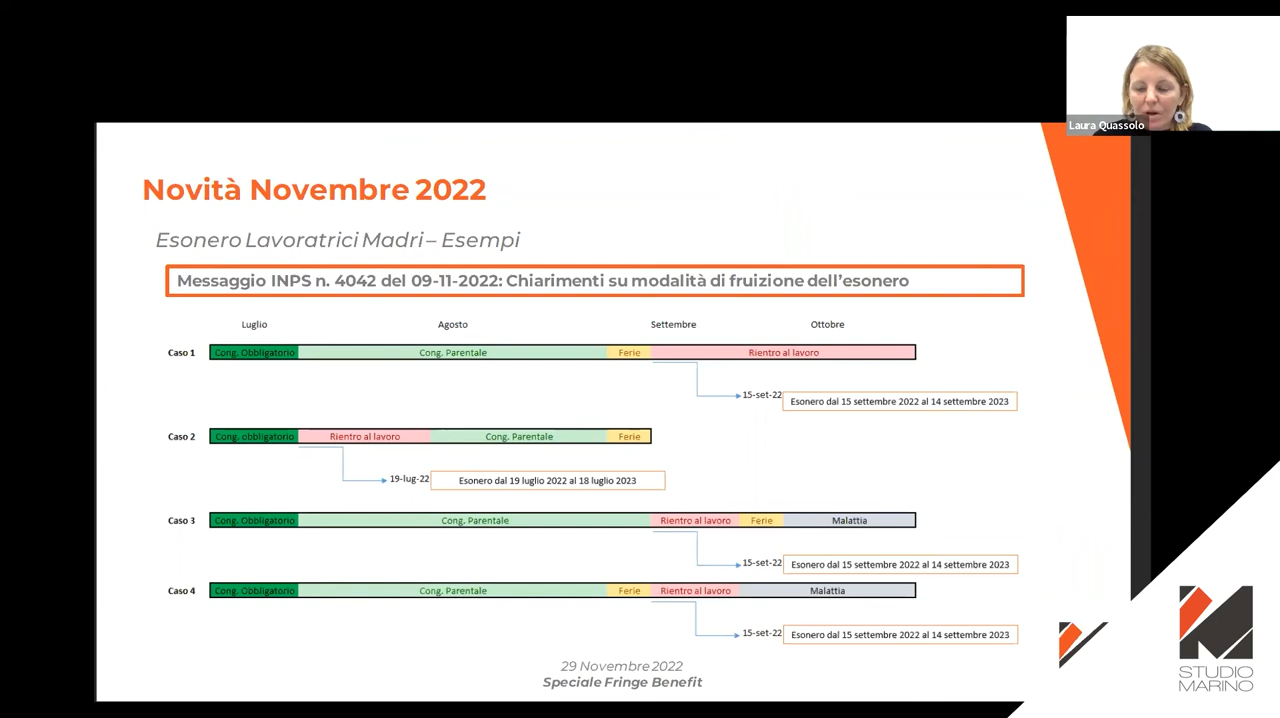 Laura Quassolo
Novità Novembre 2022
Esonero Lavoratrici Madri – Esempi
Messaggio INPS n. 4042 del 09-11-2022: Chiarimenti su modalità di fruizione dell'esonero
Luglio Agosto Settembre Ottobre
Caso 1 Cong. Obbligatorio Cong. Parentale Ferie Rientro al lavoro
15-set-22 Esonero dal 15 settembre 2022 al 14 settembre 2023
Caso 2 Cong. obbligatorio Rientro al lavoro Cong. Parentale Ferie
19-lug-22 Esonero dal 19 luglio 2022 al 18 luglio 2023
Caso 3 Cong. Obbligatorio Cong. Parentale Rientro al lavoro Ferie Malattia
15-set-22 Esonero dal 15 settembre 2022 al 14 settembre 2023
Caso 4 Cong. Obbligatorio Cong. Parentale Ferie Rientro al lavoro Malattia
15-set-22 Esonero dal 15 settembre 2022 al 14 settembre 2023
29 Novembre 2022
Speciale Fringe Benefit
STUDIO
MARINO